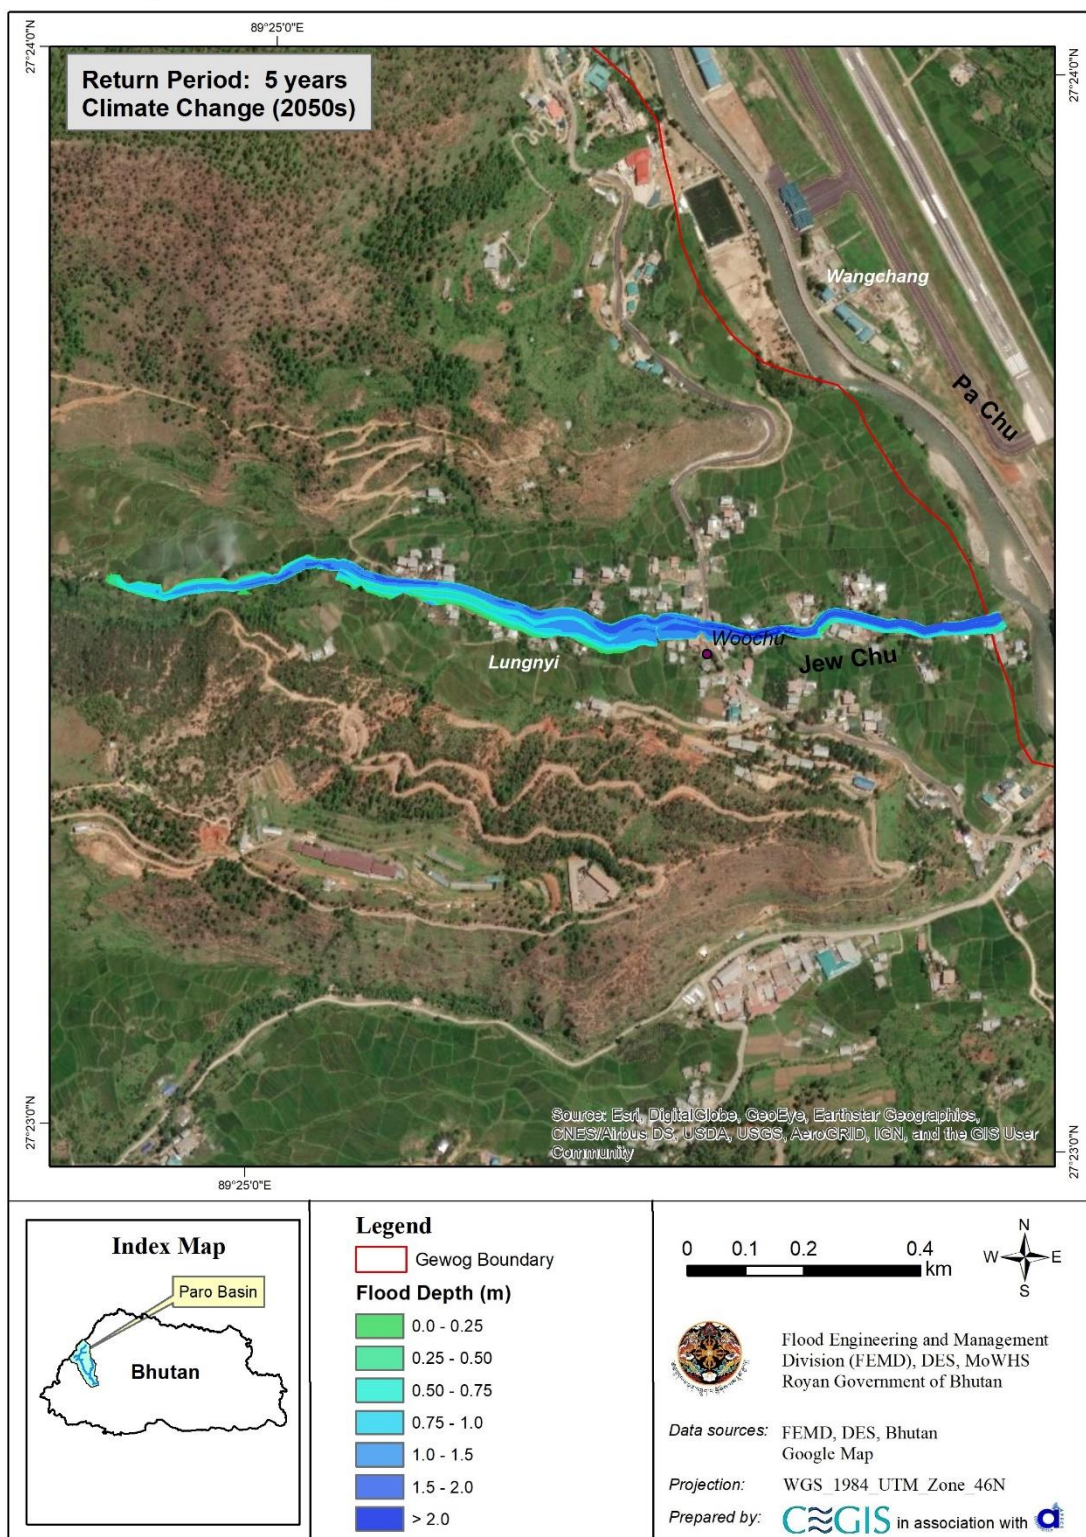 89°25'0"E
27°24'0"N
27°24'0"N
Return Period: 5 years
Climate Change (2050s)
Wangchang
Pa Chu
Woochu
Lungnyi
Jew Chu
Source: Esri, DigitalGlobe, GeoEye, Earthstar Geographics,
CNES/Airbus DS, USDA, USGS, AeroGRID, IGN, and the GIS User
Community
27°23'0"N
27°23'0"N
89°25'0"E
Index Map
Paro Basin
Bhutan
Legend
Gewog Boundary
Flood Depth (m)
0.0 - 0.25
0.25 - 0.50
0.50 - 0.75
0.75 - 1.0
1.0 - 1.5
1.5 - 2.0
> 2.0
0 0.1 0.2 0.4
km
N
W E
S
Flood Engineering and Management
Division (FEMD), DES, MoWHS
Royan Government of Bhutan
Data sources: FEMD, DES, Bhutan
Google Map
Projection: WGS_1984_UTM_Zone_46N
Prepared by: CEGIS in association with